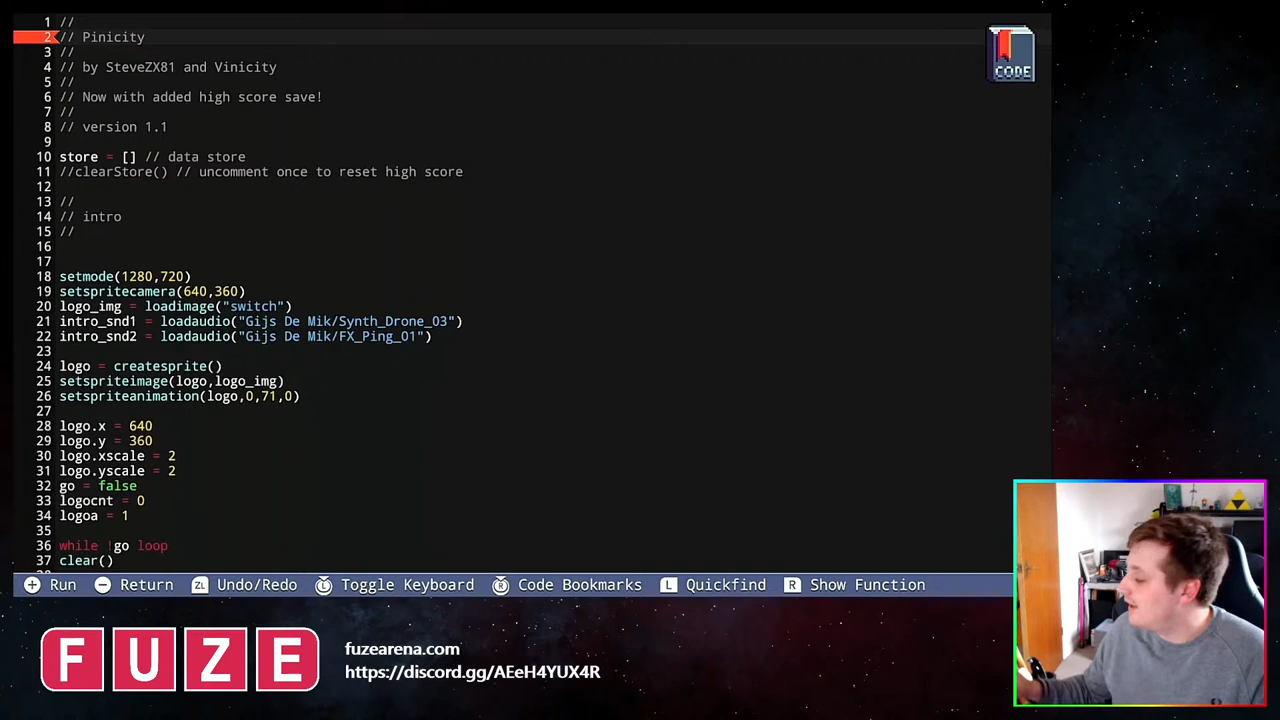 1 //
2 // Pinicity
3 //
4 // by SteveZX81 and Vinicity
5 //
6 // Now with added high score save!
7 //
8 // version 1.1
9
10 store = [] // data store
11 //clearStore() // uncomment once to reset high score
12
13 //
14 // intro
15 //
16
17
18 setmode(1280,720)
19 setspritecamera(640,360)
20 logo_img = loadimage("switch")
21 intro_snd1 = loadaudio("Gijs De Mik/Synth_Drone_03")
22 intro_snd2 = loadaudio("Gijs De Mik/FX_Ping_01")
23
24 logo = createsprite()
25 setspriteimage(logo,logo_img)
26 setspriteanimation(logo,0,71,0)
27
28 logo.x = 640
29 logo.y = 360
30 logo.xscale = 2
31 logo.yscale = 2
32 go = false
33 logocnt = 0
34 logoa = 1
35
36 while !go loop
37 clear()
CODE
+ Run - Return ZL Undo/Redo L Toggle Keyboard R Code Bookmarks L Quickfind R Show Function
FUZE
fuzearena.com
https://discord.gg/AEeH4YUX4R